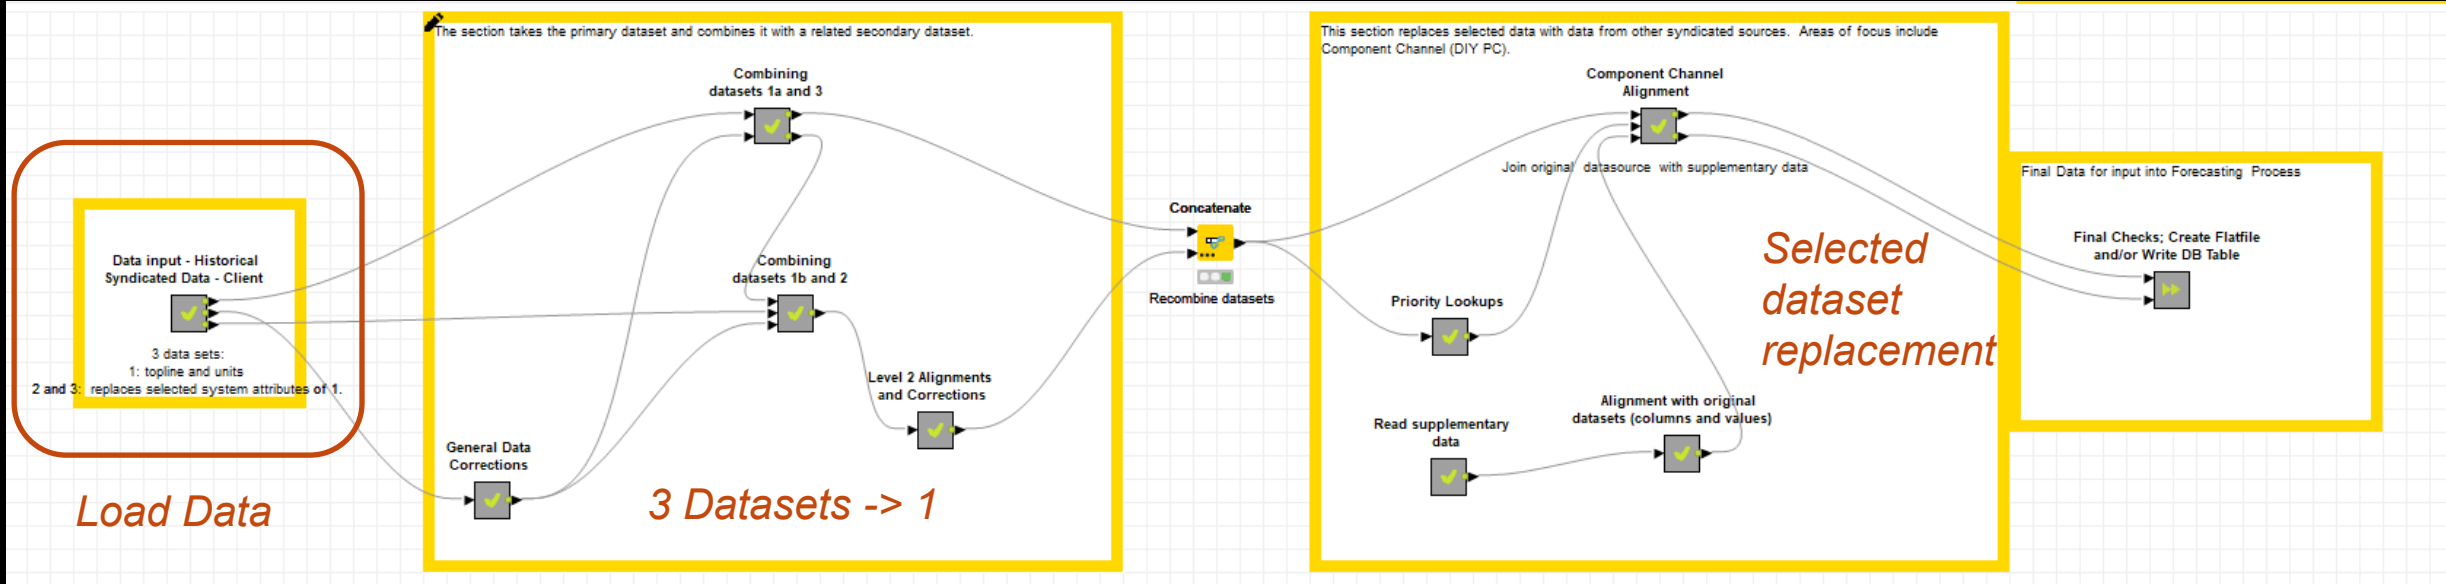 The section takes the primary dataset and combines it with a related secondary dataset.
Combining
datasets 1a and 3
Data input - Historical
Syndicated Data - Client
3 data sets:
1: topline and units
2 and 3:  replaces selected system attributes of 1.
Load Data
Combining
datasets 1b and 2
Level 2 Alignments
and Corrections
General Data
Corrections
3 Datasets -> 1
Concatenate
Recombine datasets
This section replaces selected data with data from other syndicated sources.  Areas of focus include
Component Channel (DIY PC).
Component Channel
Alignment
Join original  datasource  with supplementary data
Priority Lookups
Selected
dataset
replacement
Alignment with original
datasets (columns and values)
Read supplementary
data
Final Data for input into Forecasting  Process
Final Checks; Create Flatfile
and/or Write DB Table